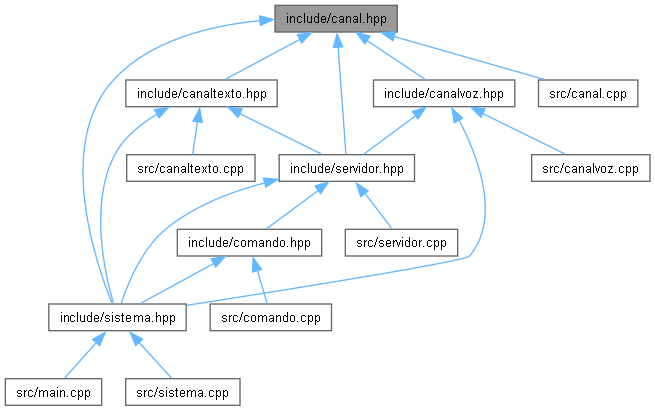 include/canal.hpp
include/canaltexto.hpp
include/canalvoz.hpp
src/canal.cpp
src/canaltexto.cpp
include/servidor.hpp
src/canalvoz.cpp
include/comando.hpp
src/servidor.cpp
include/sistema.hpp
src/comando.cpp
src/main.cpp
src/sistema.cpp